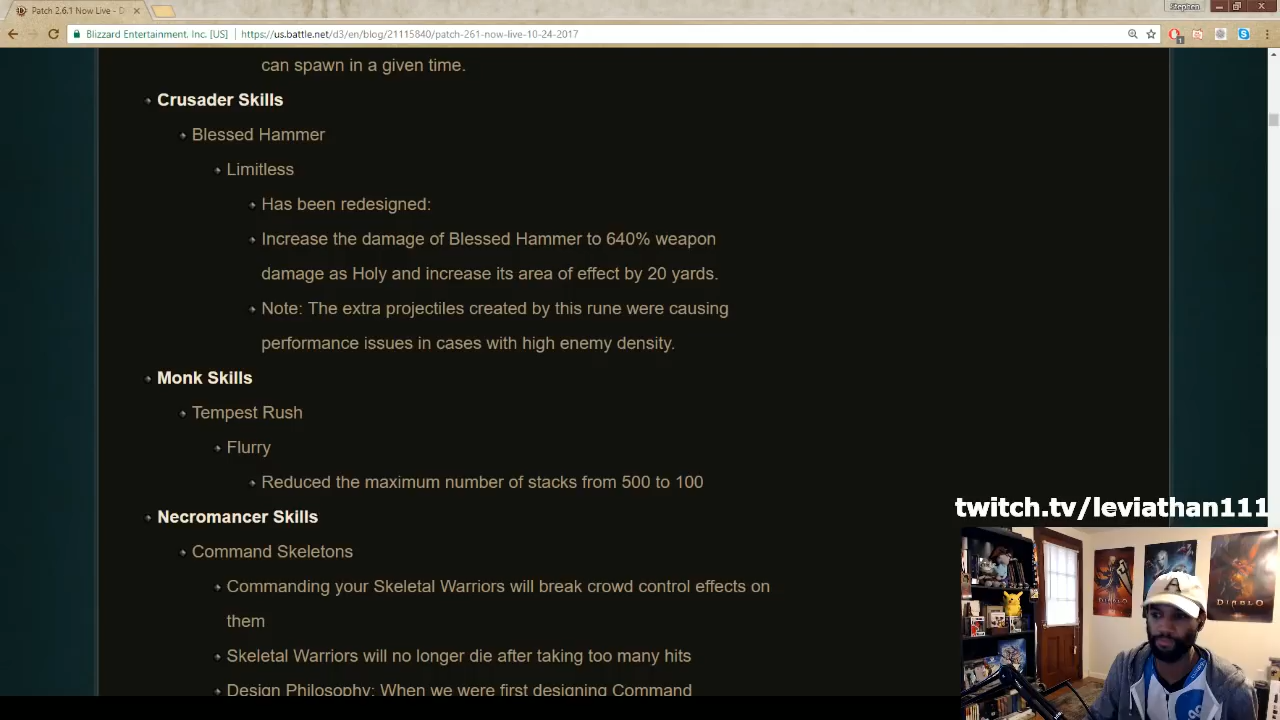 Patch 2.6.1 Now Live - D
Stephen
Blizzard Entertainment, Inc. [US]
https://us.battle.net/d3/en/blog/21115840/patch-261-now-live-10-24-2017
can spawn in a given time.
Crusader Skills
Blessed Hammer
Limitless
Has been redesigned:
Increase the damage of Blessed Hammer to 640% weapon
damage as Holy and increase its area of effect by 20 yards.
Note: The extra projectiles created by this rune were causing
performance issues in cases with high enemy density.
Monk Skills
Tempest Rush
Flurry
Reduced the maximum number of stacks from 500 to 100
Necromancer Skills
Command Skeletons
Commanding your Skeletal Warriors will break crowd control effects on
them
Skeletal Warriors will no longer die after taking too many hits
Design Philosophy: When we were first designing Command
twitch.tv/leviathan111
DIABLO
DIABLO